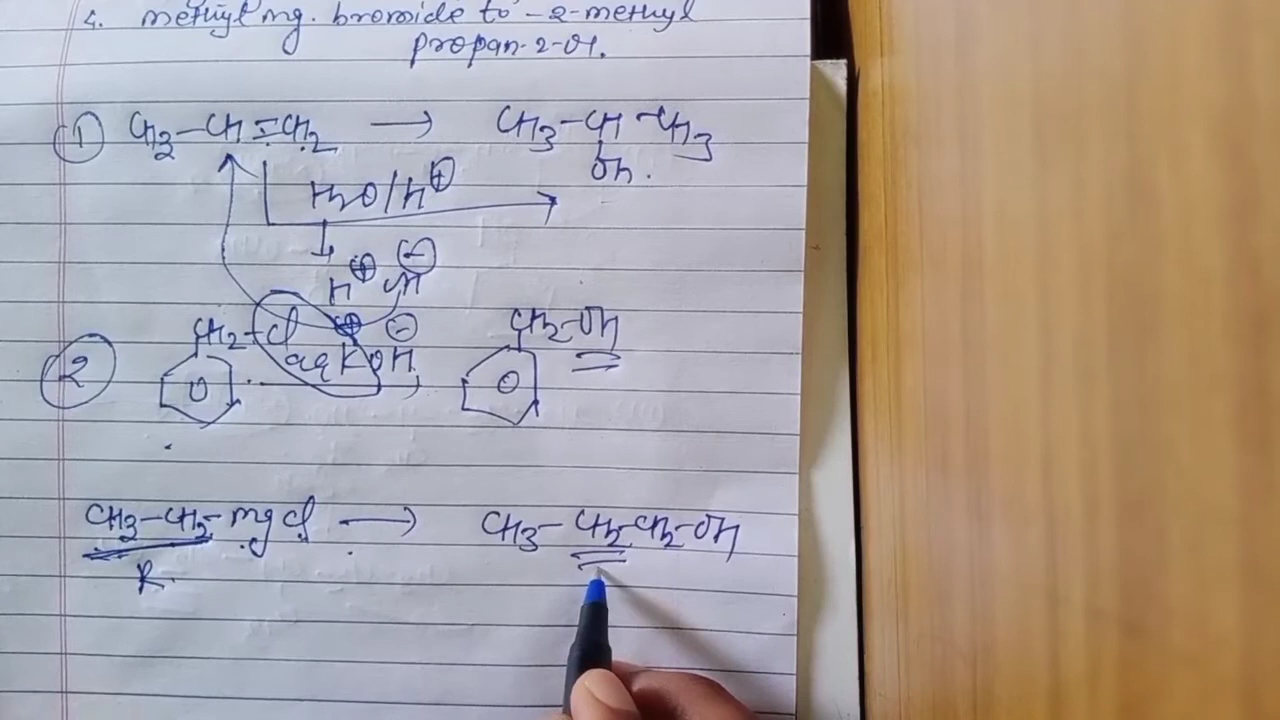 4. methyl mg. bromide to -2-methyl
propan-2-ol.
① CH3-CH=CH2 → CH3-CH-CH3
OH.
H2O/H⊕
H⊕ OH⊖
② CH2-Cl aq KOH → CH2-OH
⊕ ⊖
CH3-CH2-mgCl → CH3-CH2-CH2-OH
R.